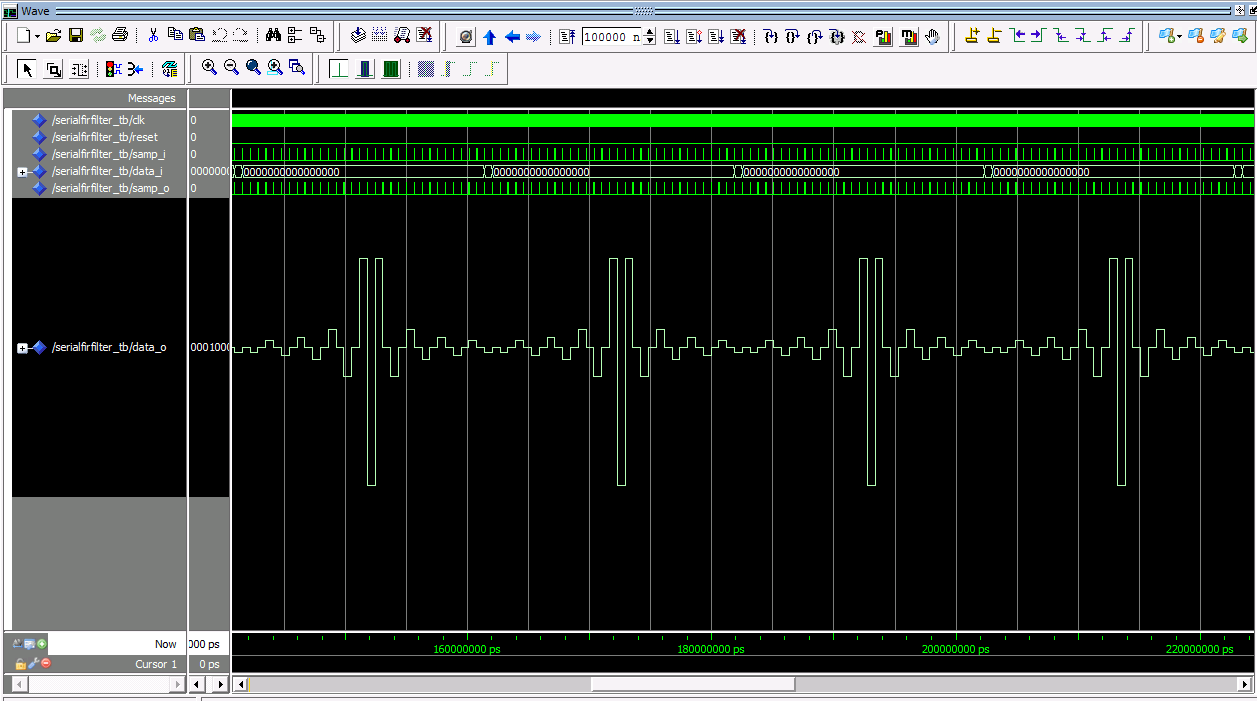 Wave
100000 n
Messages
/serialfirfilter_tb/clk 0
/serialfirfilter_tb/reset 0
/serialfirfilter_tb/samp_i 0
/serialfirfilter_tb/data_i 0000000 0000000000000000 0000000000000000 0000000000000000 0000000000000000
/serialfirfilter_tb/samp_o 0
/serialfirfilter_tb/data_o 0001000
Now 000 ps
160000000 ps 180000000 ps 200000000 ps 220000000 ps
Cursor 1 0 ps